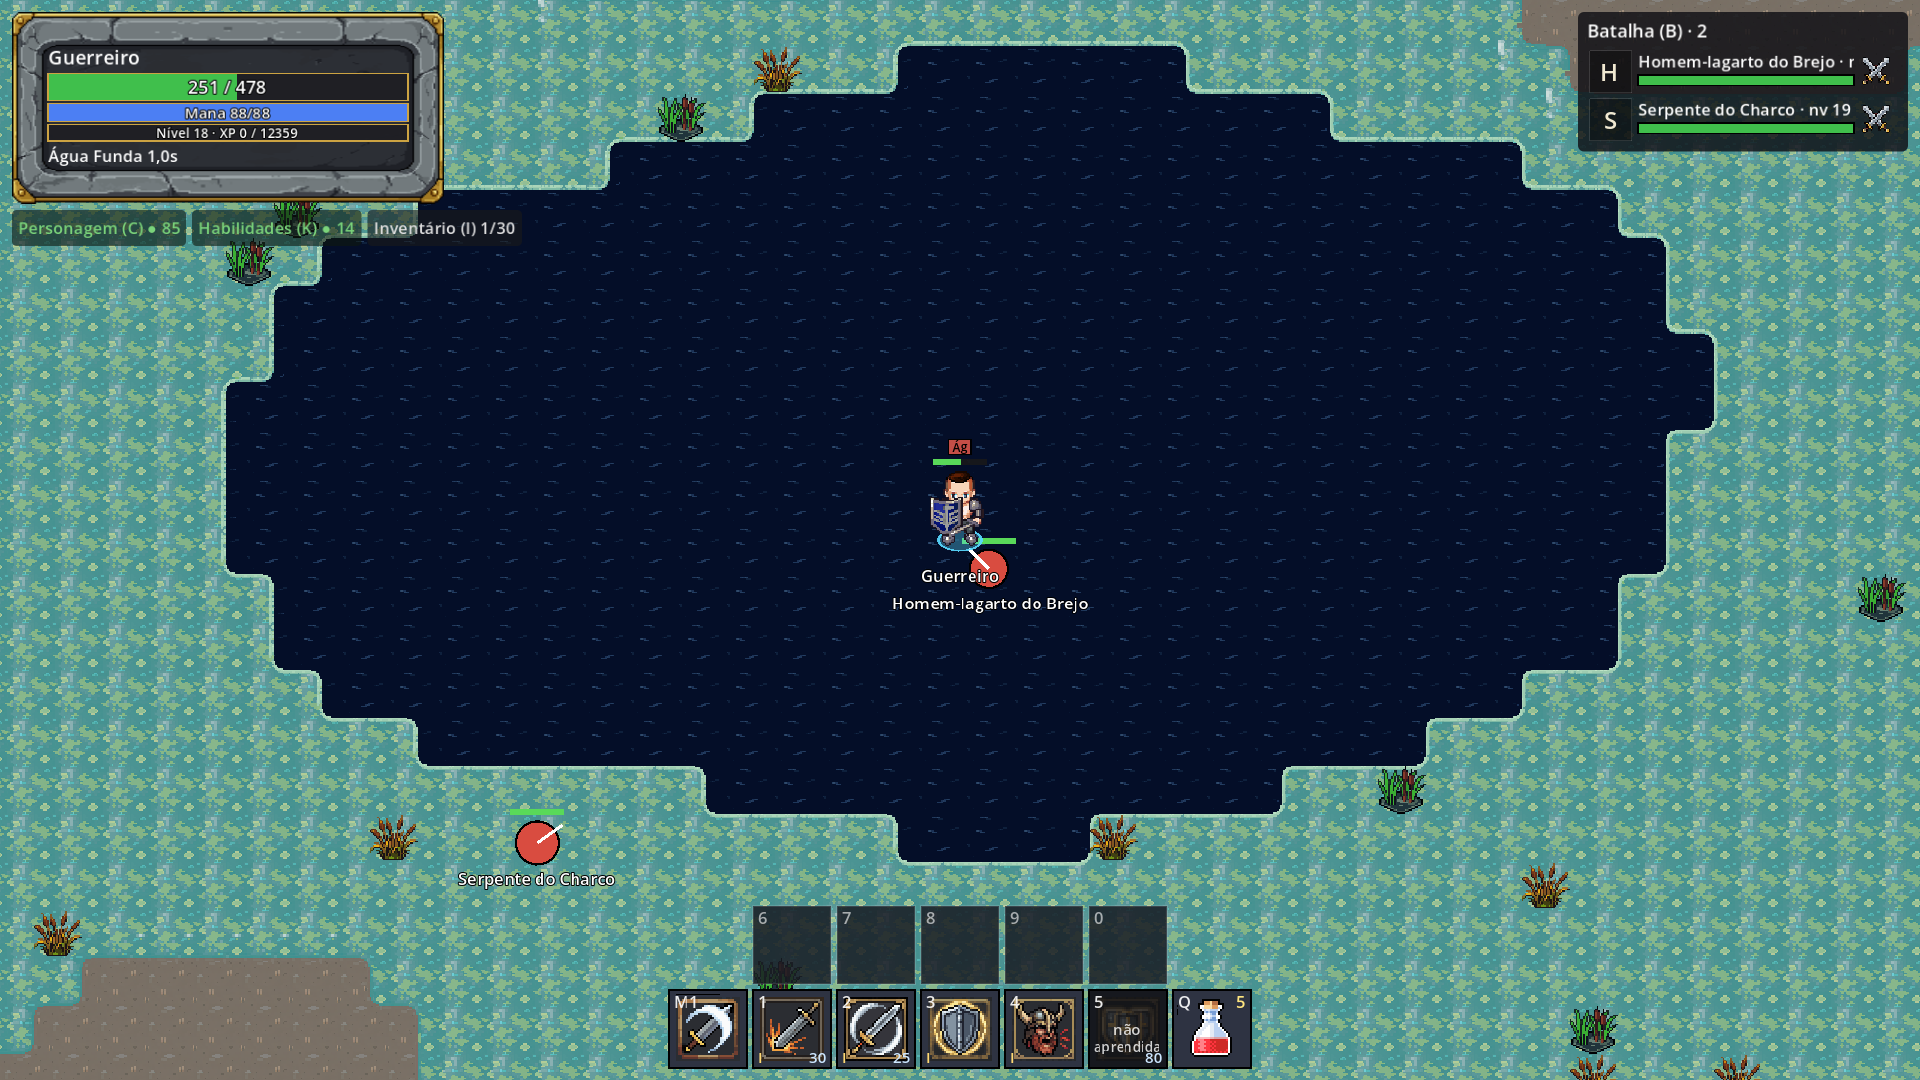 Guerreiro
251 / 478
Mana 88/88
Nível 18 · XP 0 / 12359
Água Funda 1,0s
Personagem (C) • 85
Habilidades (K) • 14
Inventário (I) 1/30
Batalha (B) · 2
H
Homem-lagarto do Brejo ·
S
Serpente do Charco · nv 19
Ág
Guerreiro
Homem-lagarto do Brejo
Serpente do Charco
6
7
8
9
0
M1
1
I
30
2
I
25
3
I
4
I
5
não
aprendida
80
Q
5